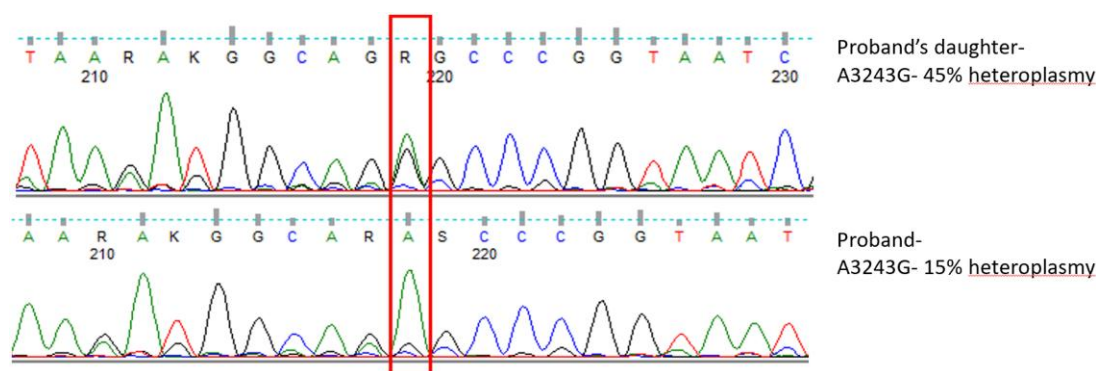 T A A R A K G G C A G R G C C C G G T A A T C
210 220 230
Proband's daughter-
A3243G- 45% heteroplasmy
A A R A K G G C A R A S C C C G G T A A T
210 220
Proband-
A3243G- 15% heteroplasmy